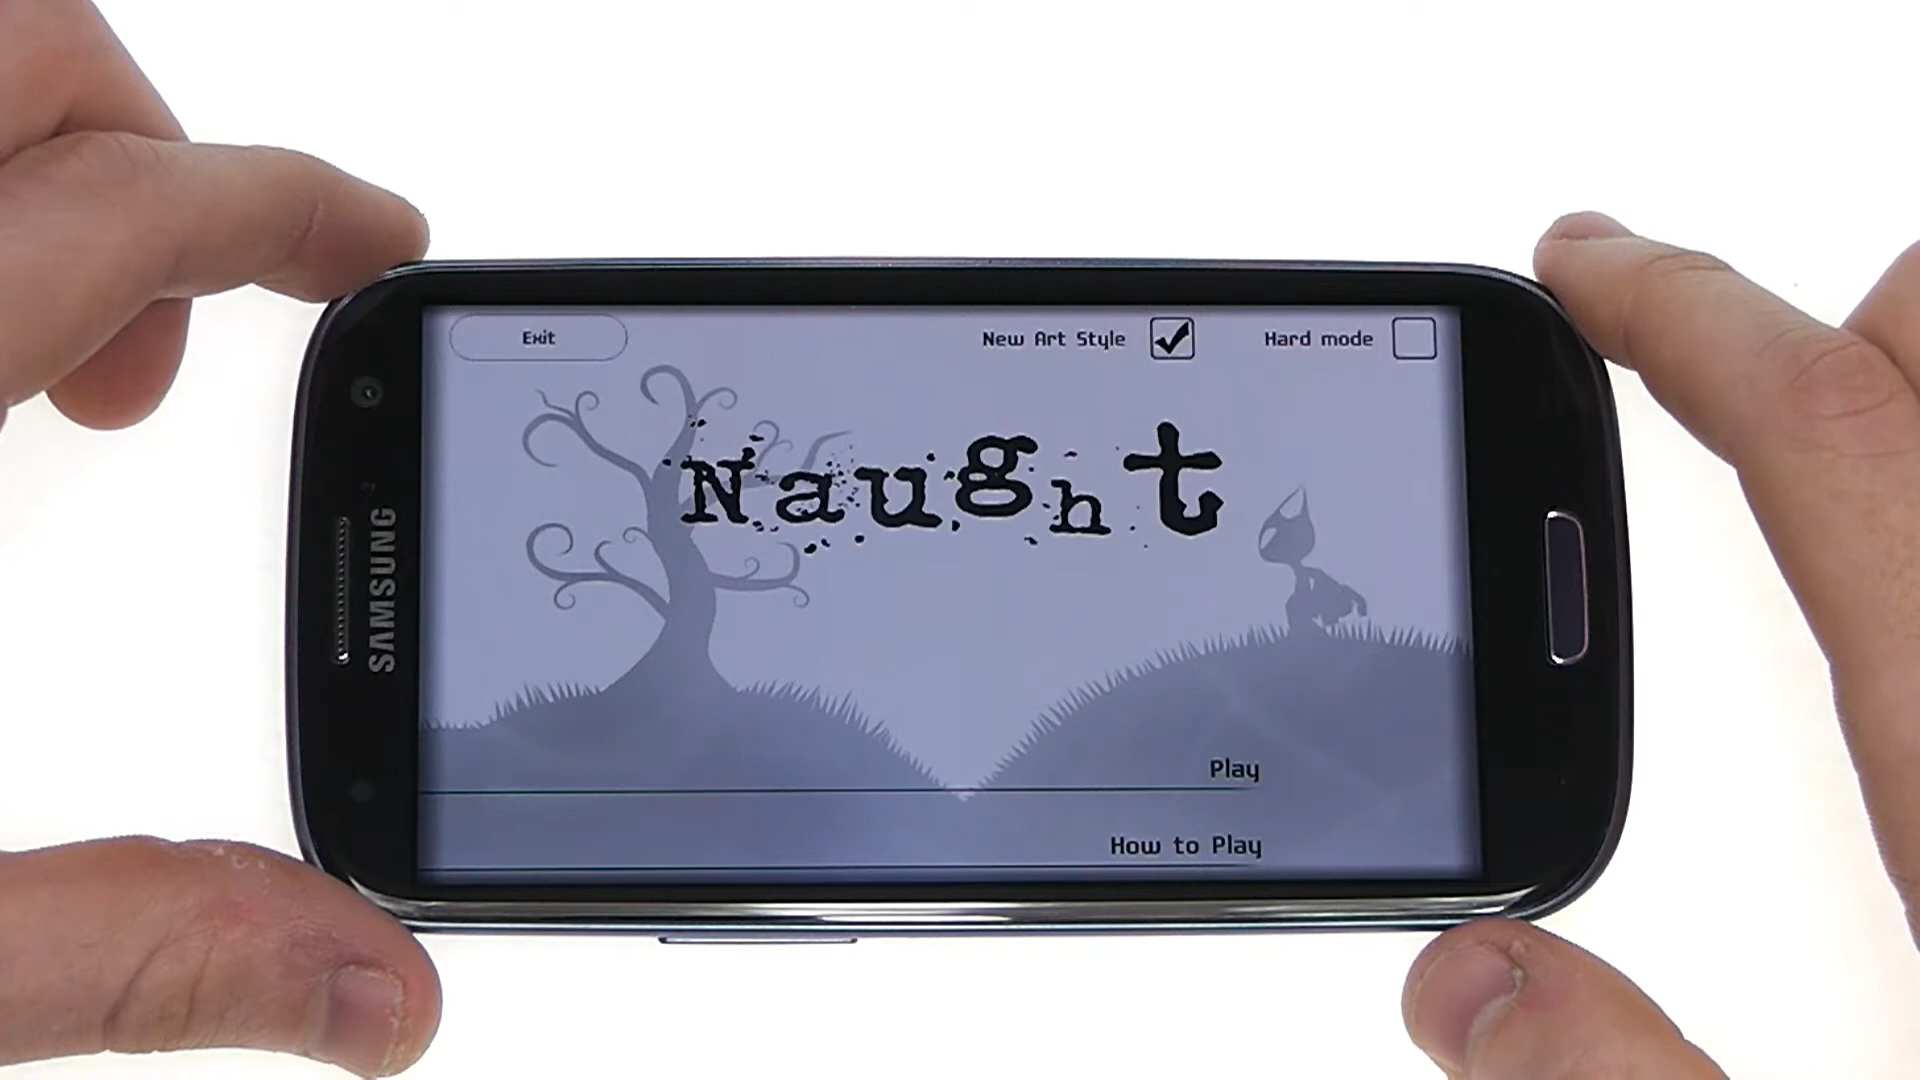 Exit
New Art Style
Hard mode
Naught
SAMSUNG
Play
How to Play